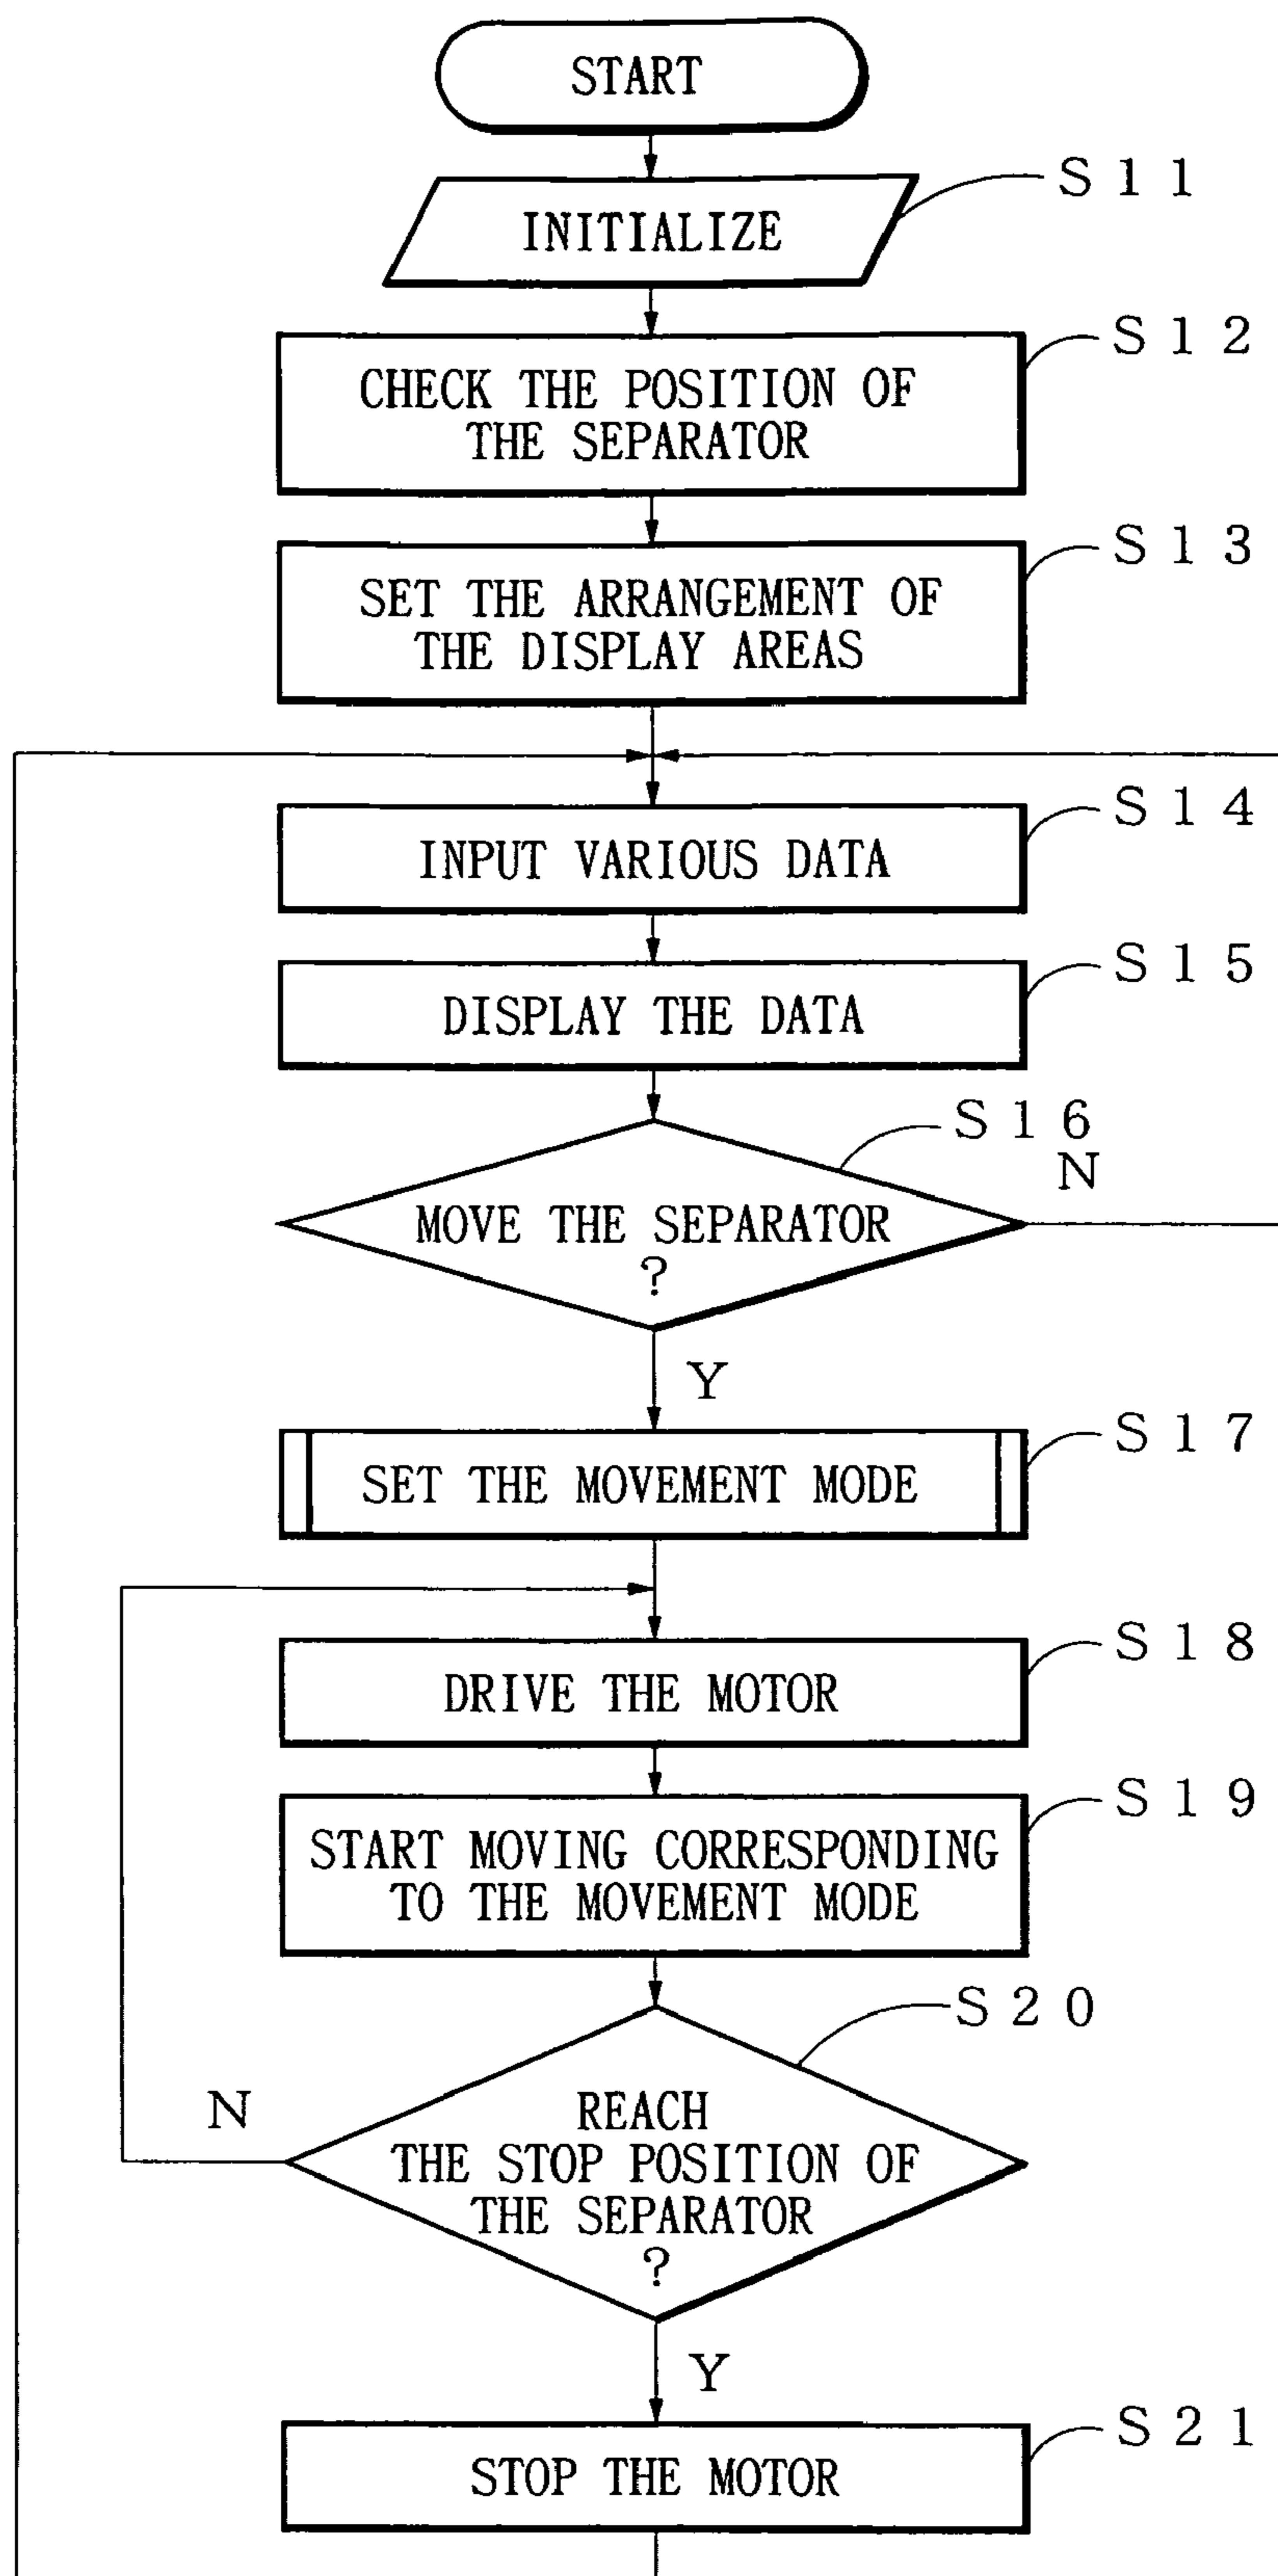 START
S11
INITIALIZE
S12
CHECK THE POSITION OF
THE SEPARATOR
S13
SET THE ARRANGEMENT OF
THE DISPLAY AREAS
S14
INPUT VARIOUS DATA
S15
DISPLAY THE DATA
S16
N
MOVE THE SEPARATOR
?
Y
S17
SET THE MOVEMENT MODE
S18
DRIVE THE MOTOR
S19
START MOVING CORRESPONDING
TO THE MOVEMENT MODE
S20
N
REACH
THE STOP POSITION OF
THE SEPARATOR
?
Y
S21
STOP THE MOTOR